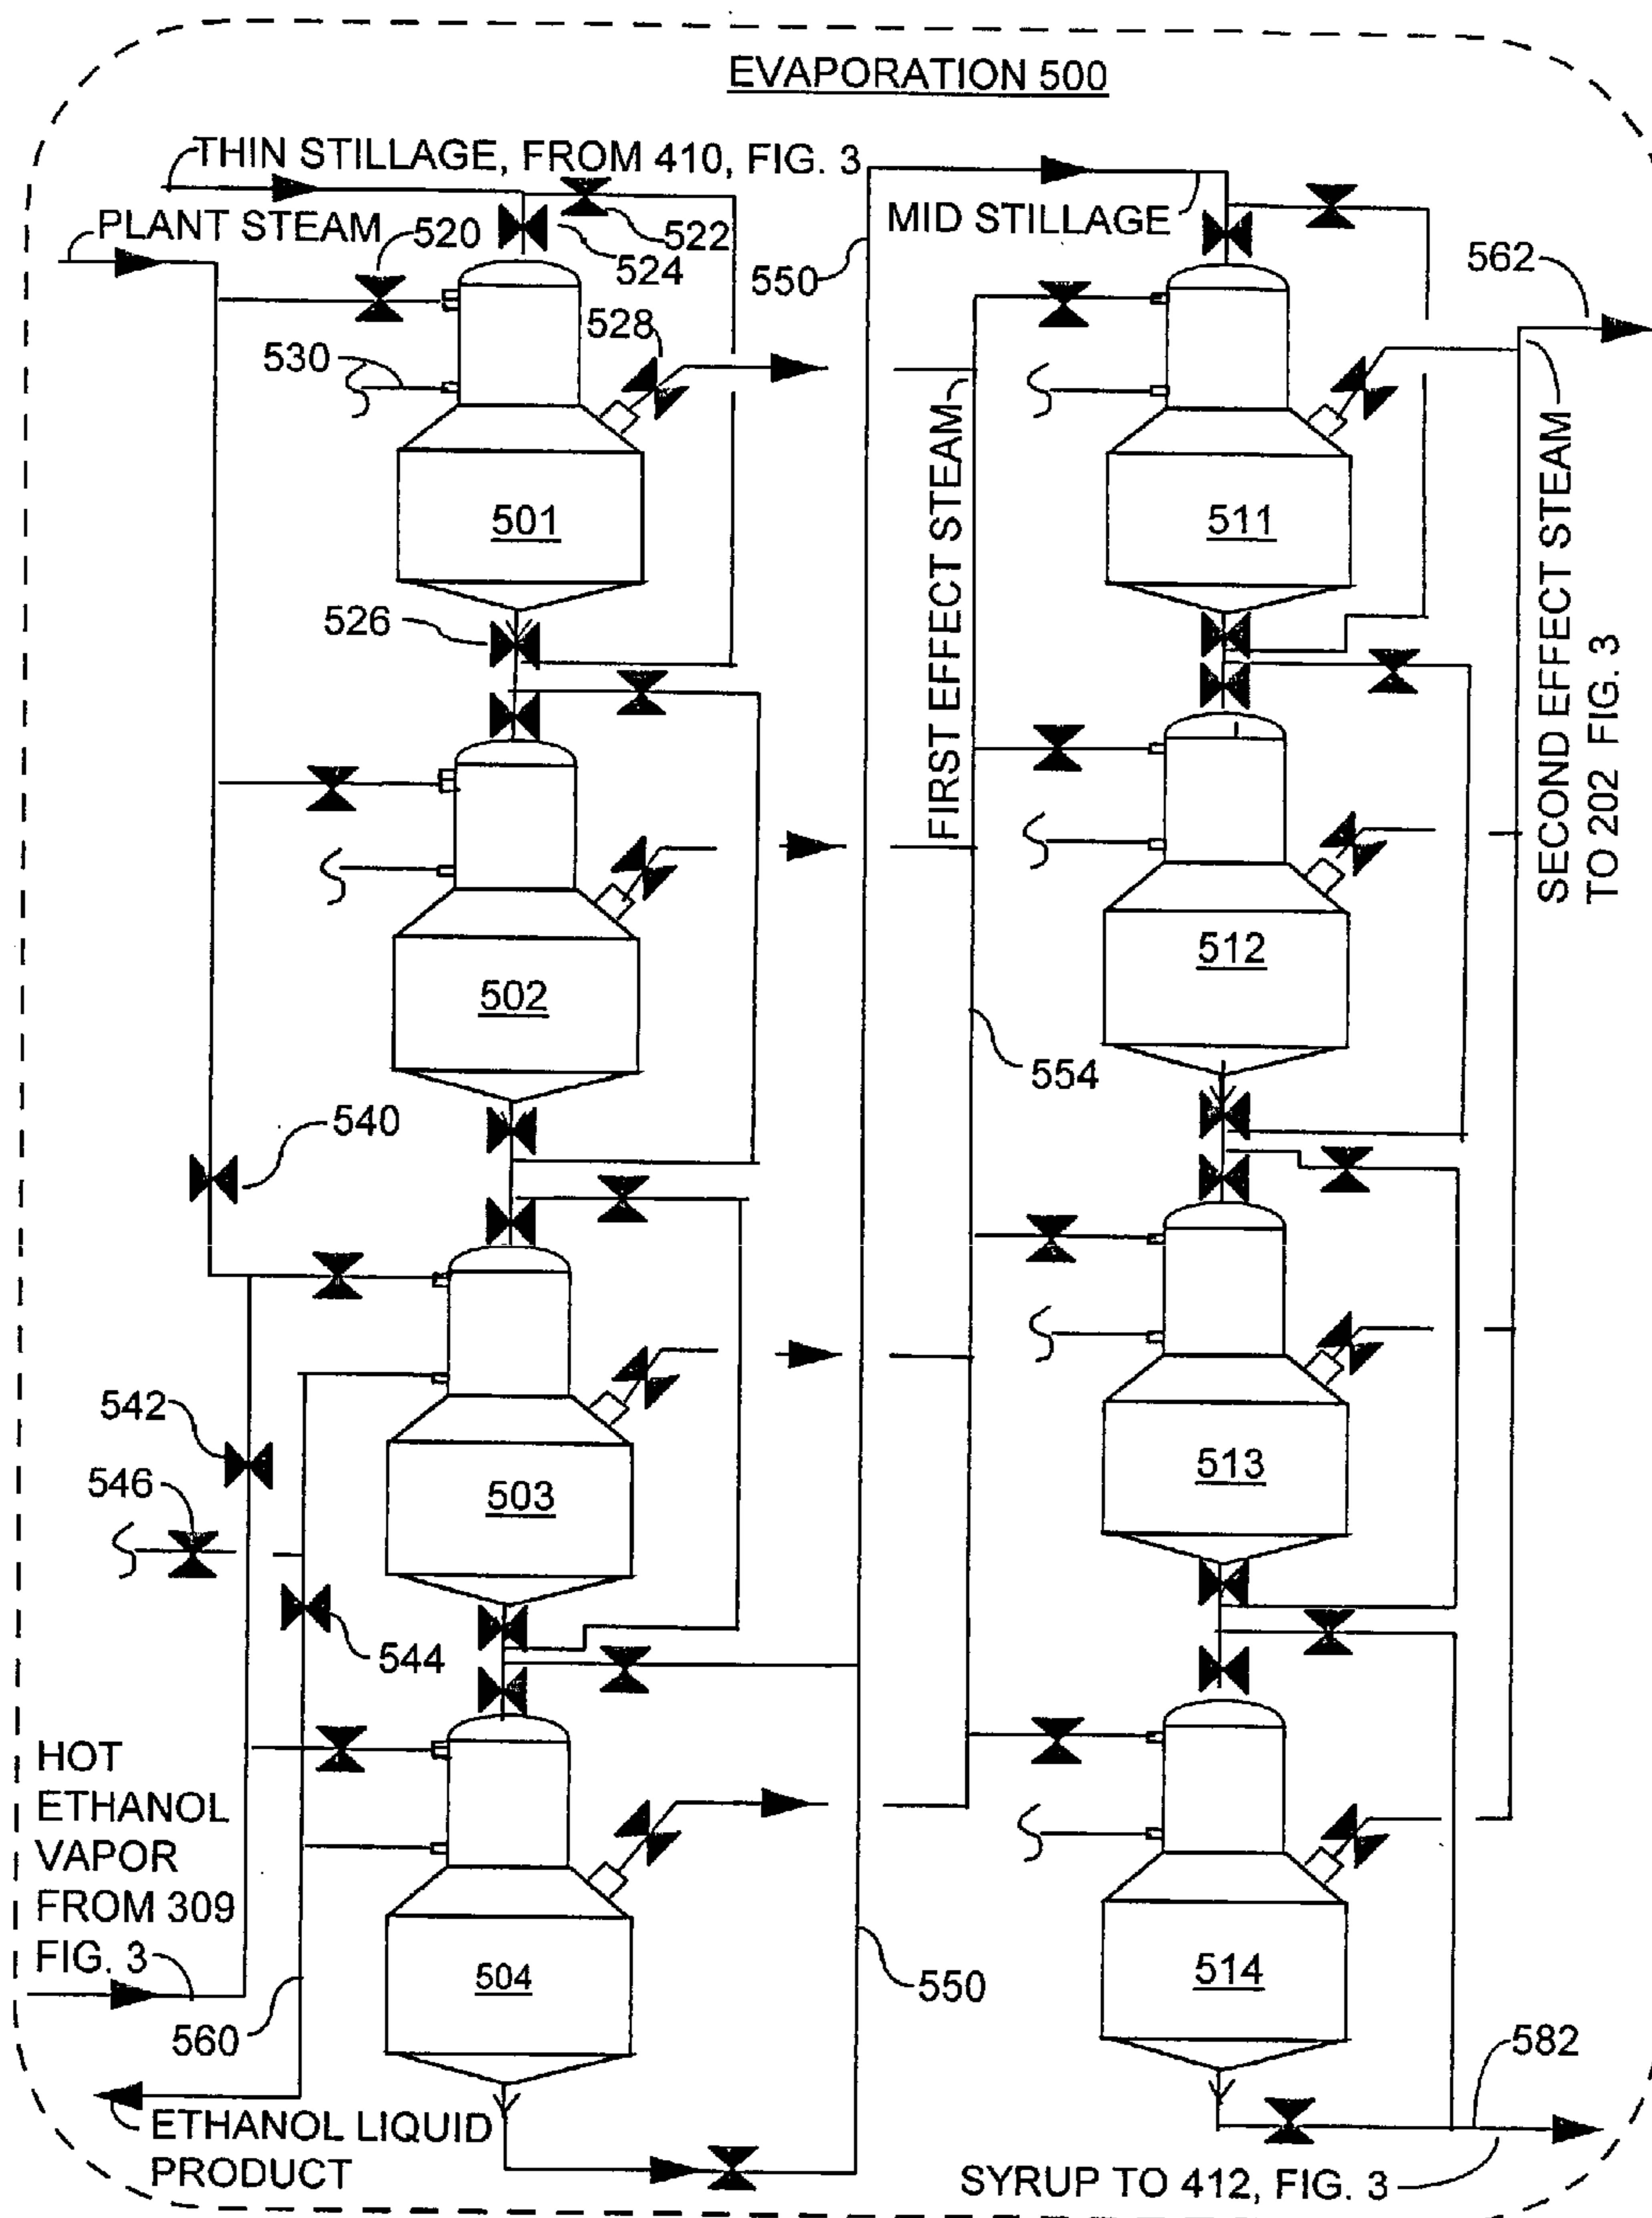 EVAPORATION 500
THIN STILLAGE, FROM 410, FIG. 3
PLANT STEAM
520
522
524
528
530
501
526
502
540
542
546
503
544
HOT
ETHANOL
VAPOR
FROM 309
FIG. 3
504
560
ETHANOL LIQUID
PRODUCT
550
MID STILLAGE
562
FIRST EFFECT STEAM
511
SECOND EFFECT STEAM
TO 202 FIG. 3
512
554
513
514
550
582
SYRUP TO 412, FIG. 3